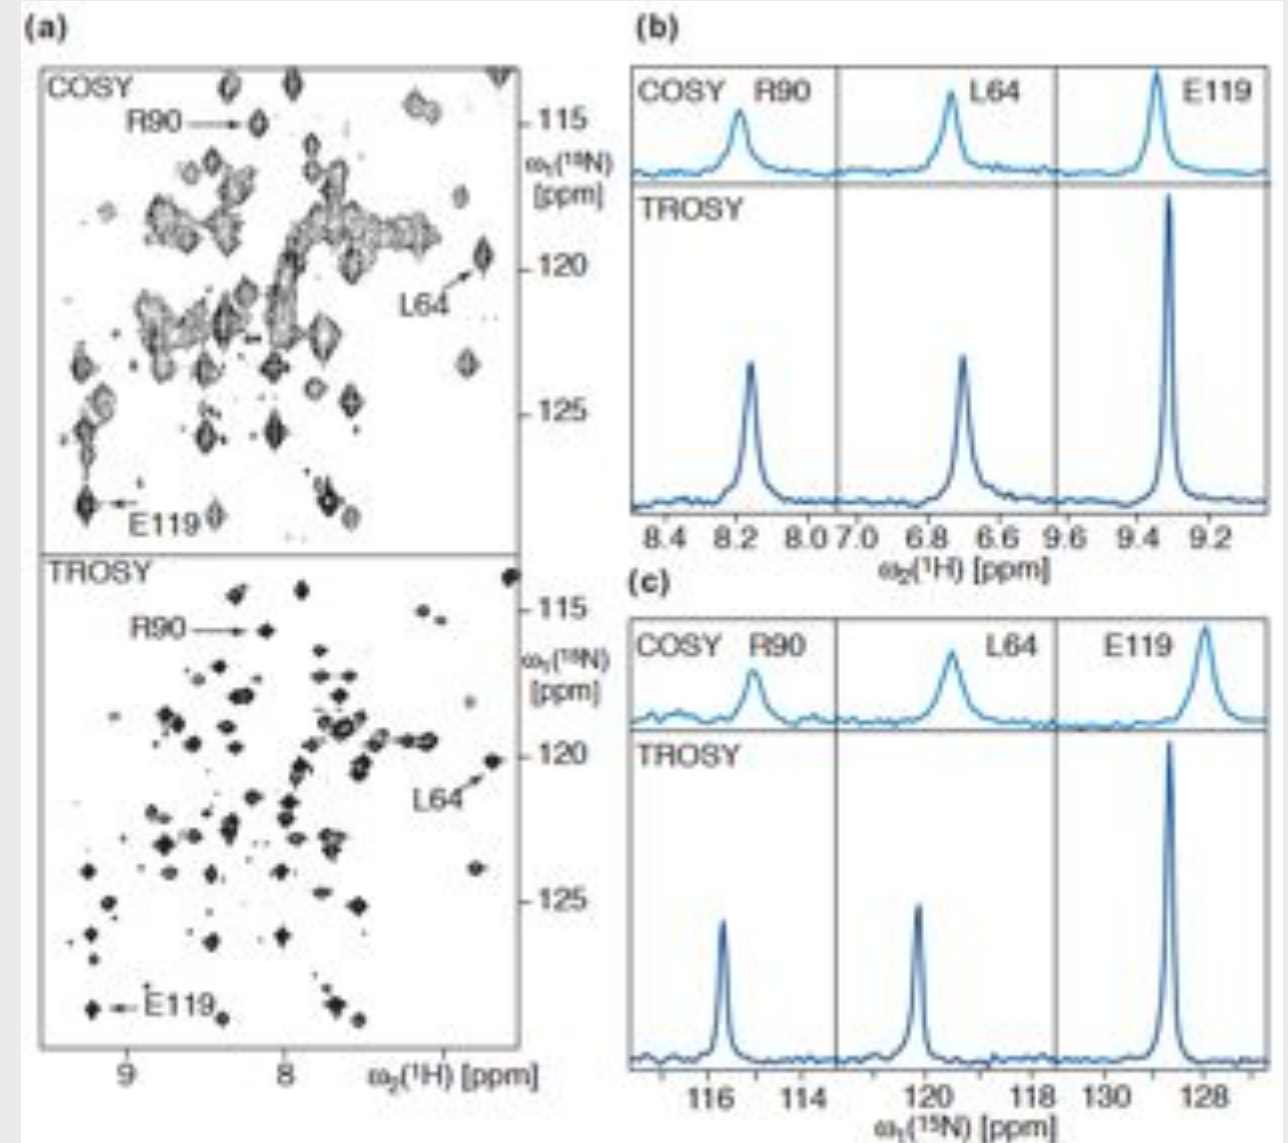 (a)
COSY
R90
115
ω₁(¹⁵N)
[ppm]
120
L64
125
E119
TROSY
R90
115
ω₁(¹⁵N)
[ppm]
120
L64
125
E119
9 8 ω₂(¹H) [ppm]
(b)
COSY R90 L64 E119
TROSY
8.4 8.2 8.0 7.0 6.8 6.6 9.6 9.4 9.2
ω₂(¹H) [ppm]
(c)
COSY R90 L64 E119
TROSY
116 114 120 118 130 128
ω₁(¹⁵N) [ppm]